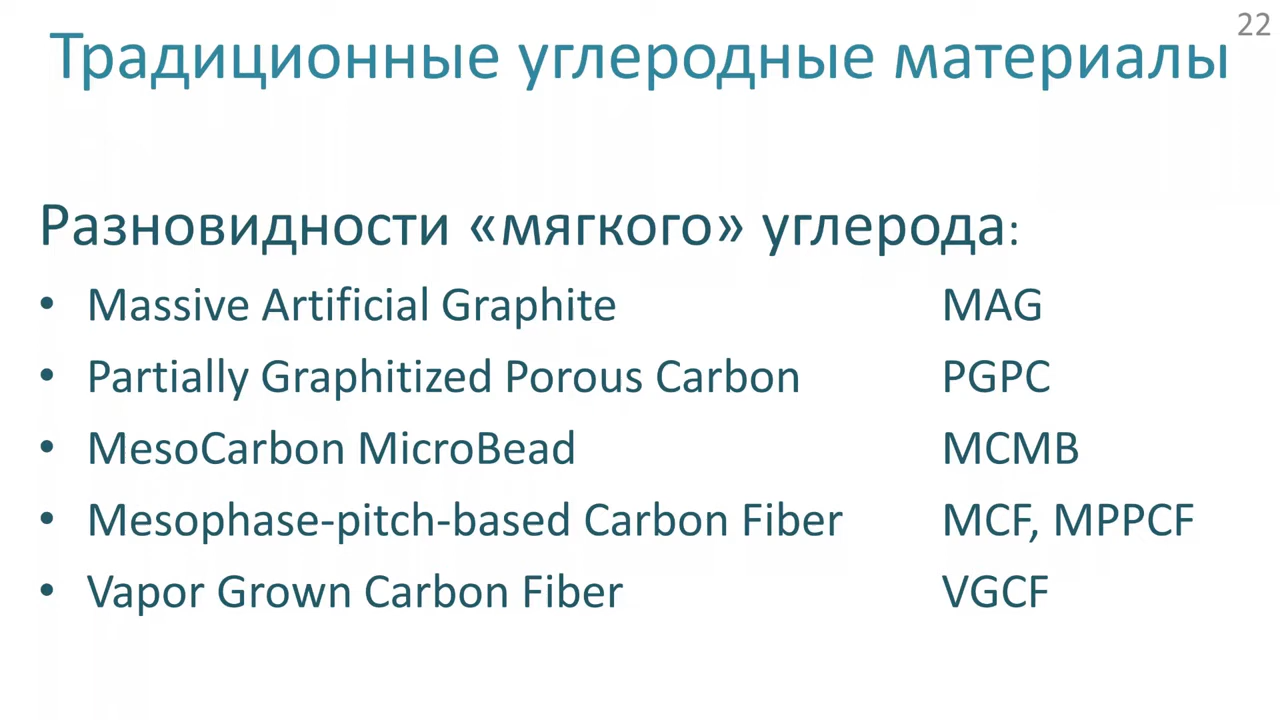 22
Традиционные углеродные материалы
Разновидности «мягкого» углерода:
• Massive Artificial Graphite MAG
• Partially Graphitized Porous Carbon PGPC
• MesoCarbon MicroBead MCMB
• Mesophase-pitch-based Carbon Fiber MCF, MPPCF
• Vapor Grown Carbon Fiber VGCF